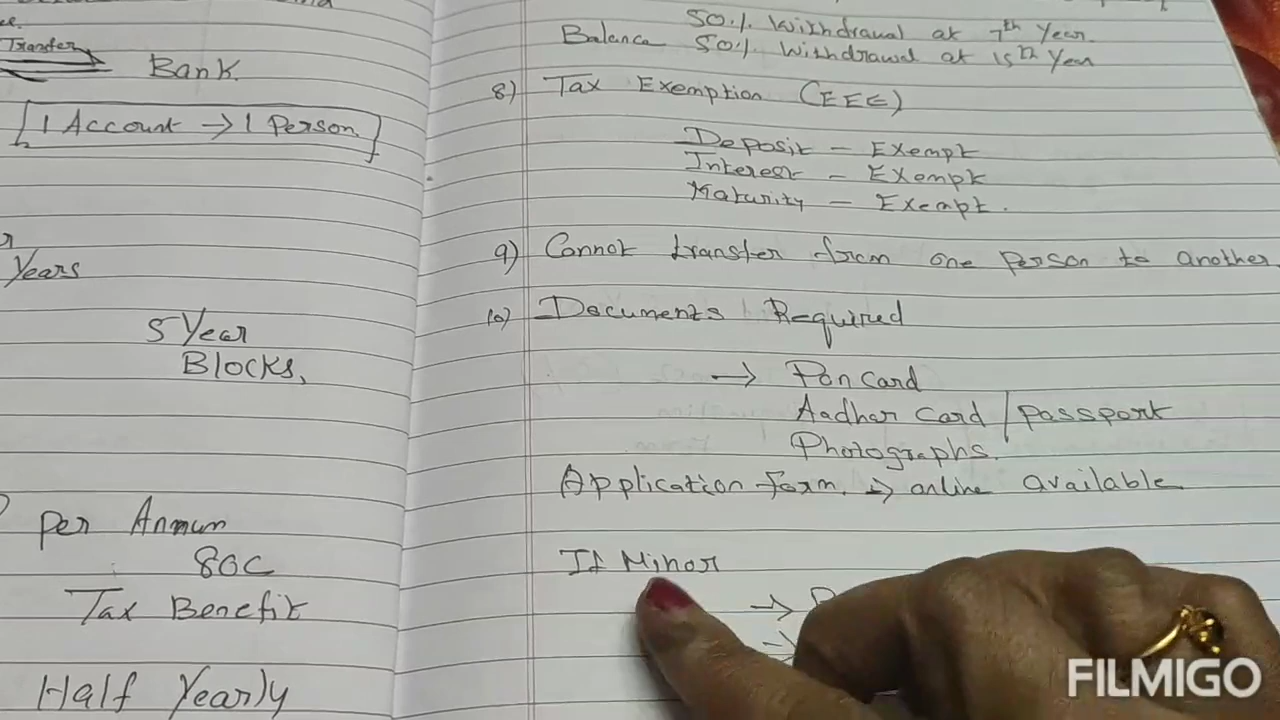 Transfer
Bank
1 Account → 1 Person
Years
5 Year
Blocks,
Per Annum
80C
Tax Benefit
Half Yearly
50%. Withdrawal at 7th Year.
Balance 50%. Withdrawal at 15th Year
8) Tax Exemption (EEE)
Deposit - Exempt
Interest - Exempt
Maturity - Exempt.
9) Cannot transfer from one person to another.
10) Documents Required
→ Pan card
Aadhar card / Passport
Photographs.
Application form. → online available
If Minor
→
→
FILMIGO